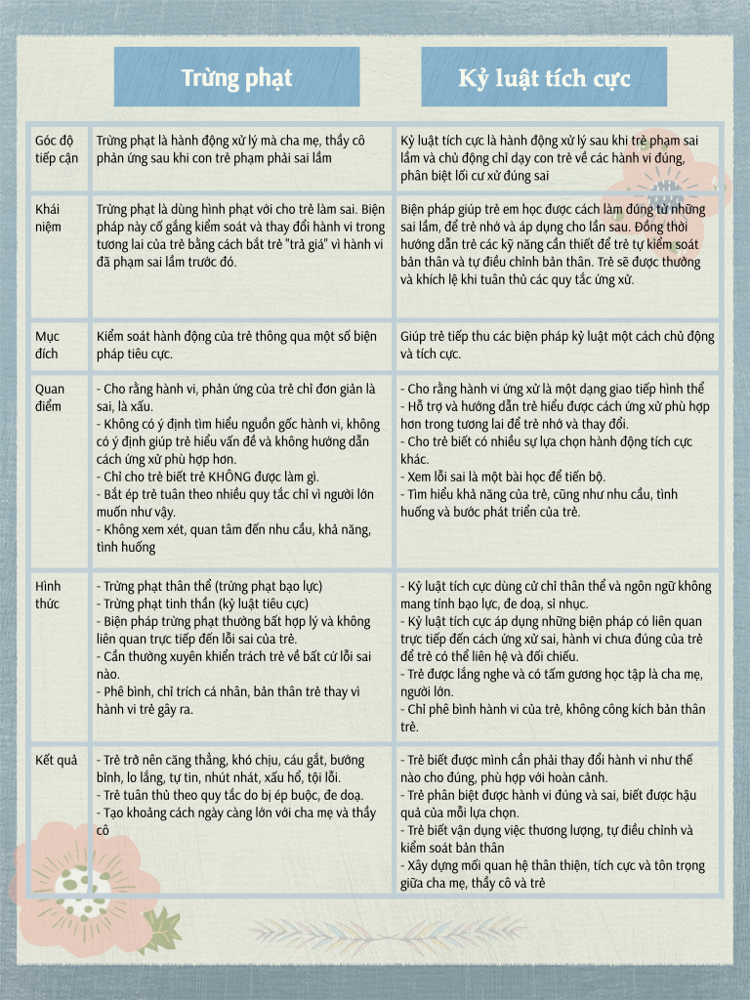 Trừng phạt
Kỷ luật tích cực
Góc độ
tiếp cận
Trừng phạt là hành động xử lý mà cha mẹ, thầy cô
phản ứng sau khi con trẻ phạm phải sai lầm
Kỷ luật tích cực là hành động xử lý sau khi trẻ phạm sai
lầm và chủ động chỉ dạy con trẻ về các hành vi đúng,
phân biệt lối cư xử đúng sai
Khái
niệm
Trừng phạt là dùng hình phạt với cho trẻ làm sai. Biện
pháp này cố gắng kiểm soát và thay đổi hành vi trong
tương lai của trẻ bằng cách bắt trẻ "trả giá" vì hành vi
đã phạm sai lầm trước đó.
Biện pháp giúp trẻ em học được cách làm đúng từ những
sai lầm, để trẻ nhớ và áp dụng cho lần sau. Đồng thời
hướng dẫn trẻ các kỹ năng cần thiết để trẻ tự kiểm soát
bản thân và tự điều chỉnh bản thân. Trẻ sẽ được thưởng
và khích lệ khi tuân thủ các quy tắc ứng xử.
Mục
đích
Kiểm soát hành động của trẻ thông qua một số biện
pháp tiêu cực.
Giúp trẻ tiếp thu các biện pháp kỷ luật một cách chủ động
và tích cực.
Quan
điểm
- Cho rằng hành vi, phản ứng của trẻ chỉ đơn giản là
sai, là xấu.
- Không có ý định tìm hiểu nguồn gốc hành vi, không
có ý định giúp trẻ hiểu vấn đề và không hướng dẫn
cách ứng xử phù hợp hơn.
- Chỉ cho trẻ biết trẻ KHÔNG được làm gì.
- Bắt ép trẻ tuân theo nhiều quy tắc chỉ vì người lớn
muốn như vậy.
- Không xem xét, quan tâm đến nhu cầu, khả năng,
tình huống
- Cho rằng hành vi ứng xử là một dạng giao tiếp hình thể
- Hỗ trợ và hướng dẫn trẻ hiểu được cách ứng xử phù hợp
hơn trong tương lai để trẻ nhớ và thay đổi.
- Cho trẻ biết có nhiều sự lựa chọn hành động tích cực
khác.
- Xem lỗi sai là một bài học để tiến bộ.
- Tìm hiểu khả năng của trẻ, cũng như nhu cầu, tình
huống và bước phát triển của trẻ.
Hình
thức
- Trừng phạt thân thể (trừng phạt bạo lực)
- Trừng phạt tinh thần (kỷ luật tiêu cực)
- Biện pháp trừng phạt thường bất hợp lý và không
liên quan trực tiếp đến lỗi sai của trẻ.
- Cần thường xuyên khiển trách trẻ về bất cứ lỗi sai
nào.
- Phê bình, chỉ trích cá nhân, bản thân trẻ thay vì
hành vi trẻ gây ra.
- Kỷ luật tích cực dùng cử chỉ thân thể và ngôn ngữ không
mang tính bạo lực, đe doạ, sỉ nhục.
- Kỷ luật tích cực áp dụng những biện pháp có liên quan
trực tiếp đến cách ứng xử sai, hành vi chưa đúng của trẻ
để trẻ có thể liên hệ và đối chiếu.
- Trẻ được lắng nghe và có tấm gương học tập là cha mẹ,
người lớn.
- Chỉ phê bình hành vi của trẻ, không công kích bản thân
trẻ.
Kết quả
- Trẻ trở nên căng thẳng, khó chịu, cáu gắt, bướng
bỉnh, lo lắng, tự tin, nhút nhát, xấu hổ, tội lỗi.
- Trẻ tuân thủ theo quy tắc do bị ép buộc, đe doạ.
- Tạo khoảng cách ngày càng lớn với cha mẹ và thầy
cô
- Trẻ biết được mình cần phải thay đổi hành vi như thế
nào cho đúng, phù hợp với hoàn cảnh.
- Trẻ phân biệt được hành vi đúng và sai, biết được hậu
quả của mỗi lựa chọn.
- Trẻ biết vận dụng việc thương lượng, tự điều chỉnh và
kiểm soát bản thân
- Xây dựng mối quan hệ thân thiện, tích cực và tôn trọng
giữa cha mẹ, thầy cô và trẻ